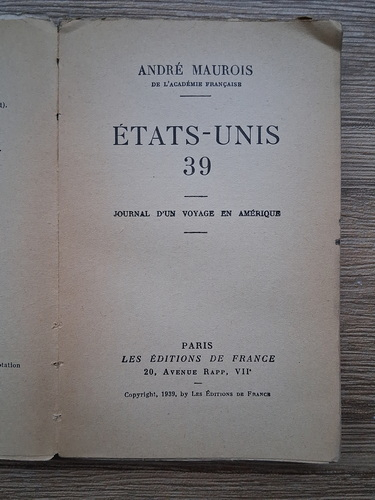 ANDRÉ MAUROIS
DE L'ACADÉMIE FRANÇAISE
ÉTATS-UNIS
39
JOURNAL D'UN VOYAGE EN AMÉRIQUE
PARIS
LES ÉDITIONS DE FRANCE
20, AVENUE RAPP, VIIe
Copyright, 1939, by LES ÉDITIONS DE FRANCE